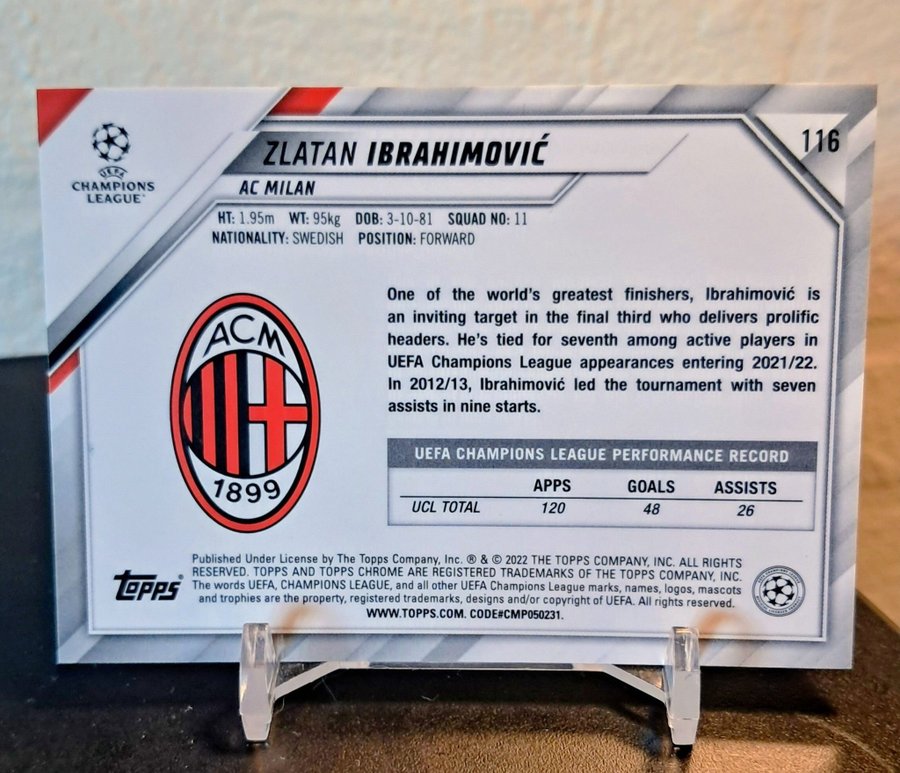 116
ZLATAN IBRAHIMOVIĆ
UEFA
CHAMPIONS
LEAGUE
AC MILAN
HT: 1.95m WT: 95kg DOB: 3-10-81 SQUAD NO: 11
NATIONALITY: SWEDISH POSITION: FORWARD
One of the world's greatest finishers, Ibrahimović is
an inviting target in the final third who delivers prolific
headers. He's tied for seventh among active players in
UEFA Champions League appearances entering 2021/22.
In 2012/13, Ibrahimović led the tournament with seven
assists in nine starts.
ACM
1899
UEFA CHAMPIONS LEAGUE PERFORMANCE RECORD
APPS GOALS ASSISTS
UCL TOTAL 120 48 26
Published Under License by The Topps Company, Inc. ® & © 2022 THE TOPPS COMPANY, INC. ALL RIGHTS
RESERVED. TOPPS AND TOPPS CHROME ARE REGISTERED TRADEMARKS OF THE TOPPS COMPANY, INC.
The words UEFA, CHAMPIONS LEAGUE, and all other UEFA Champions League marks, names, logos, mascots
and trophies are the property, registered trademarks, designs and/or copyright of UEFA. All rights reserved.
WWW.TOPPS.COM. CODE#CMP050231.
topps®